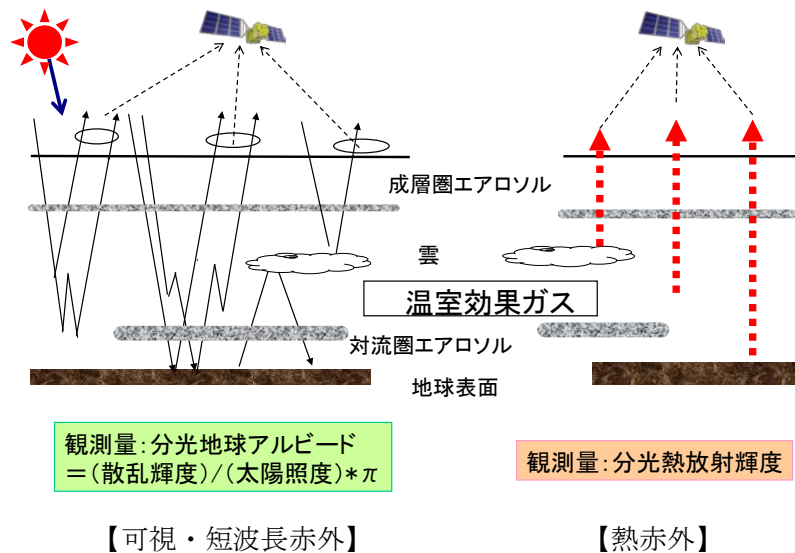 成層圏エアロソル
雲
温室効果ガス
対流圏エアロソル
地球表面
観測量:分光地球アルビード
=(散乱輝度)/(太陽照度)*π
観測量:分光熱放射輝度
【可視・短波長赤外】
【熱赤外】